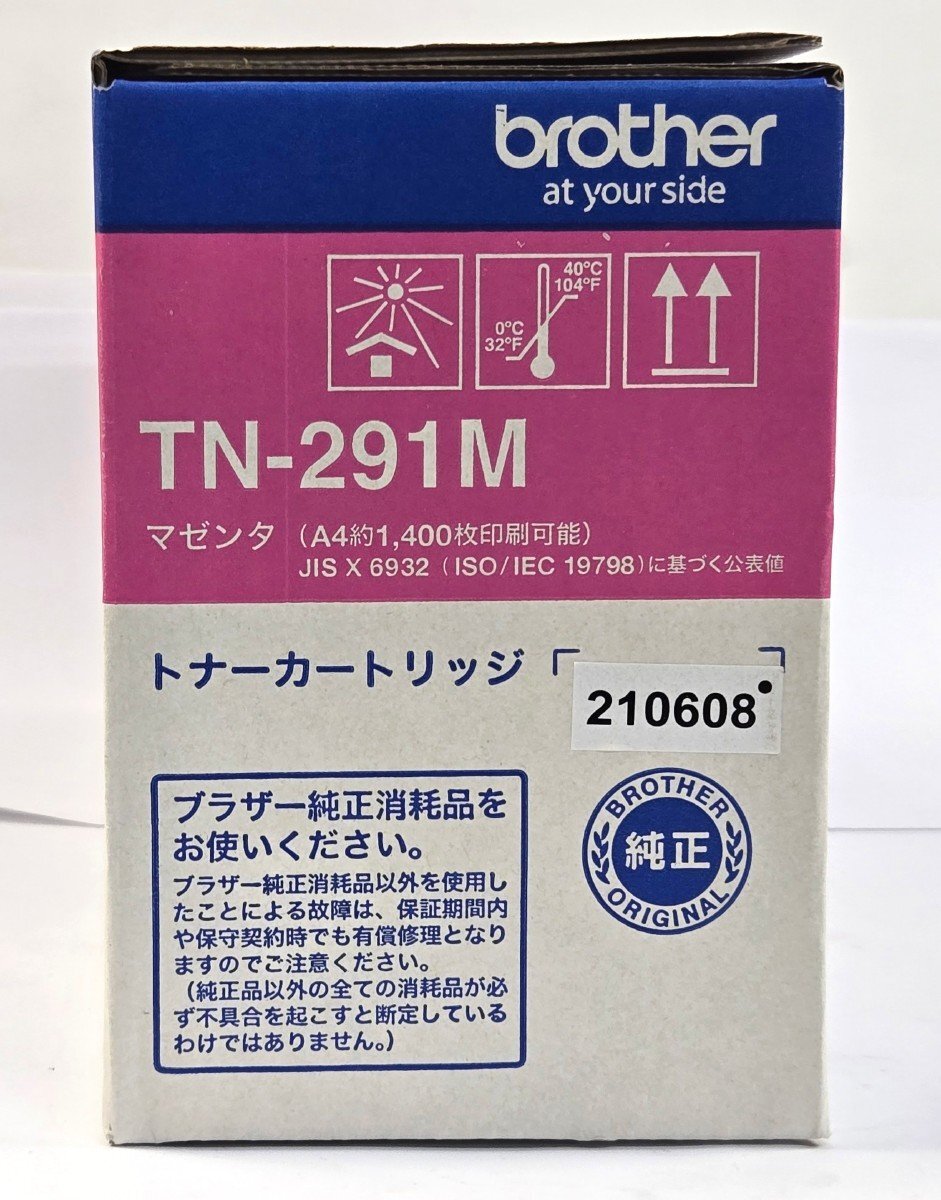 brother
at your side
40°C
104°F
0°C
32°F
TN-291M
マゼンタ （A4約1,400枚印刷可能）
JIS X 6932（ISO/IEC 19798）に基づく公表値
トナーカートリッジ
210608
ブラザー純正消耗品を
お使いください。
ブラザー純正消耗品以外を使用し
たことによる故障は、保証期間内
や保守契約時でも有償修理となり
ますのでご注意ください。
（純正品以外の全ての消耗品が必
ず不具合を起こすと断定している
わけではありません。）
BROTHER
純正
ORIGINAL